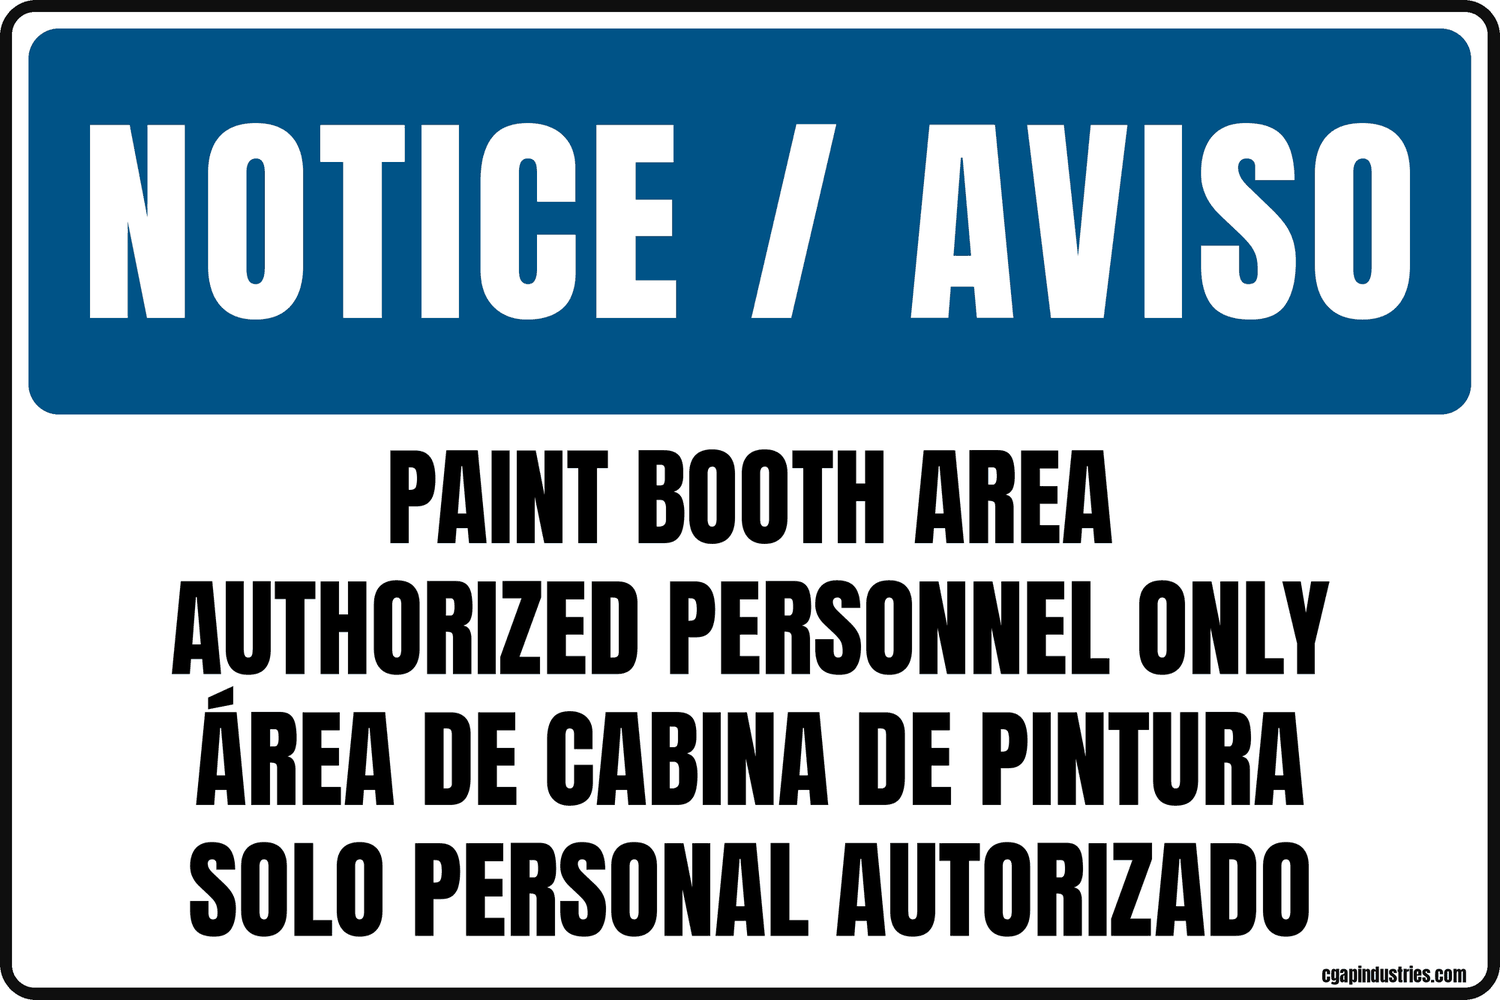 NOTICE / AVISO
PAINT BOOTH AREA
AUTHORIZED PERSONNEL ONLY
ÁREA DE CABINA DE PINTURA
SOLO PERSONAL AUTORIZADO
cgapindustries.com